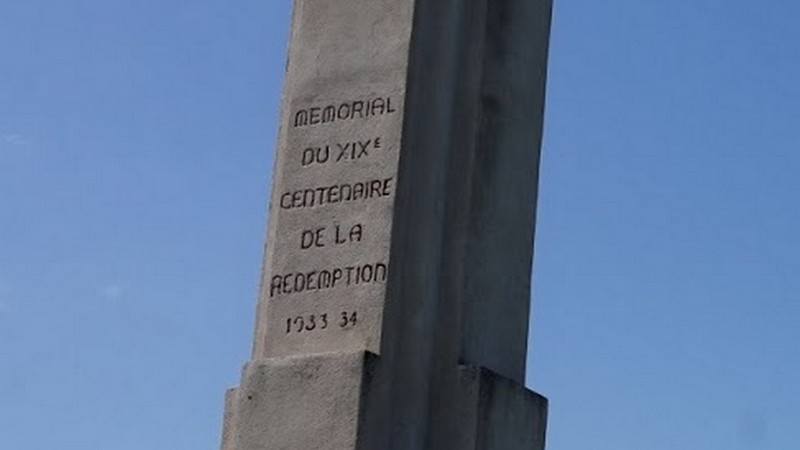 MEMORIAL
DU XIXE
CENTENAIRE
DE LA
REDEMPTION
1933 34